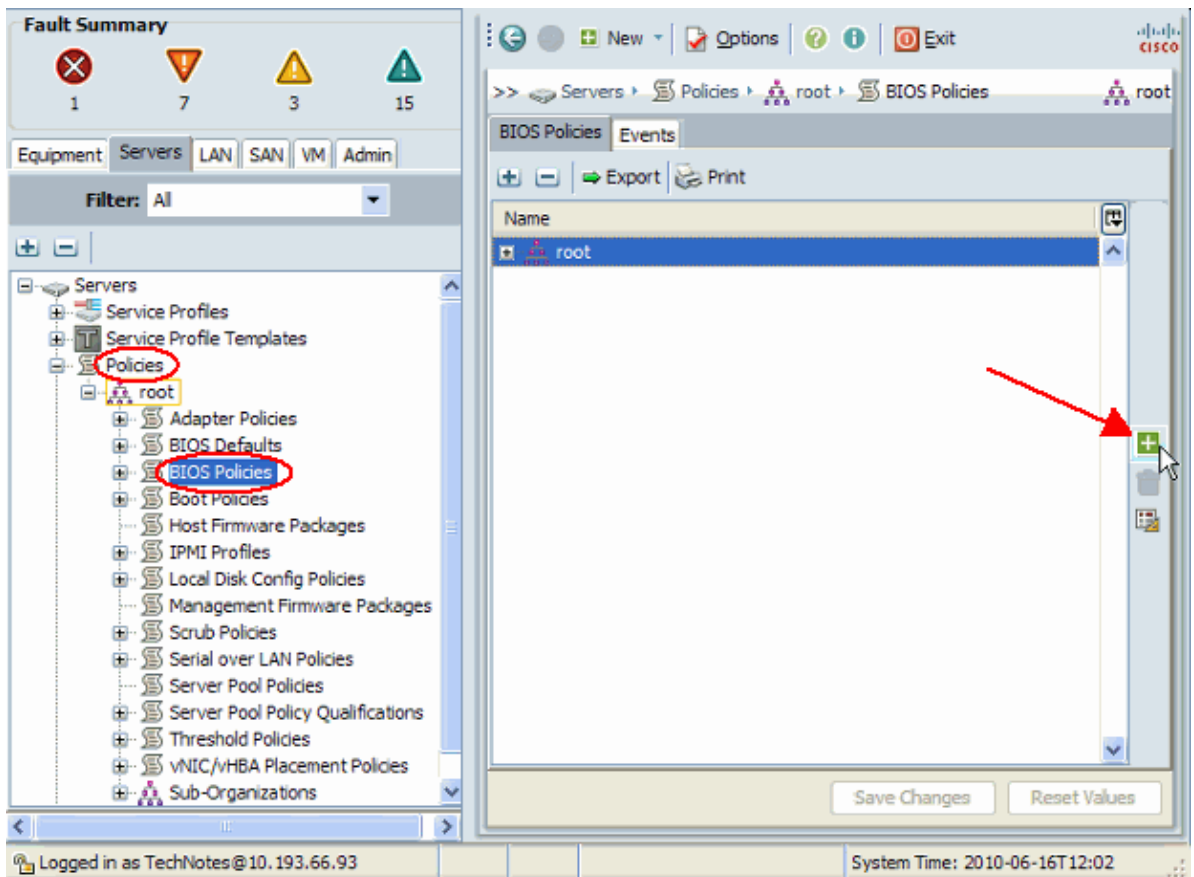 Fault Summary
1 7 3 15
Equipment Servers LAN SAN VM Admin
Filter: All
Servers
Service Profiles
Service Profile Templates
Policies
root
Adapter Policies
BIOS Defaults
BIOS Policies
Boot Policies
Host Firmware Packages
IPMI Profiles
Local Disk Config Policies
Management Firmware Packages
Scrub Policies
Serial over LAN Policies
Server Pool Policies
Server Pool Policy Qualifications
Threshold Policies
vNIC/vHBA Placement Policies
Sub-Organizations
New Options Exit
CISCO
>> Servers Policies root BIOS Policies root
BIOS Policies Events
Export Print
Name
root
Save Changes Reset Values
Logged in as TechNotes@10.193.66.93 System Time: 2010-06-16T12:02